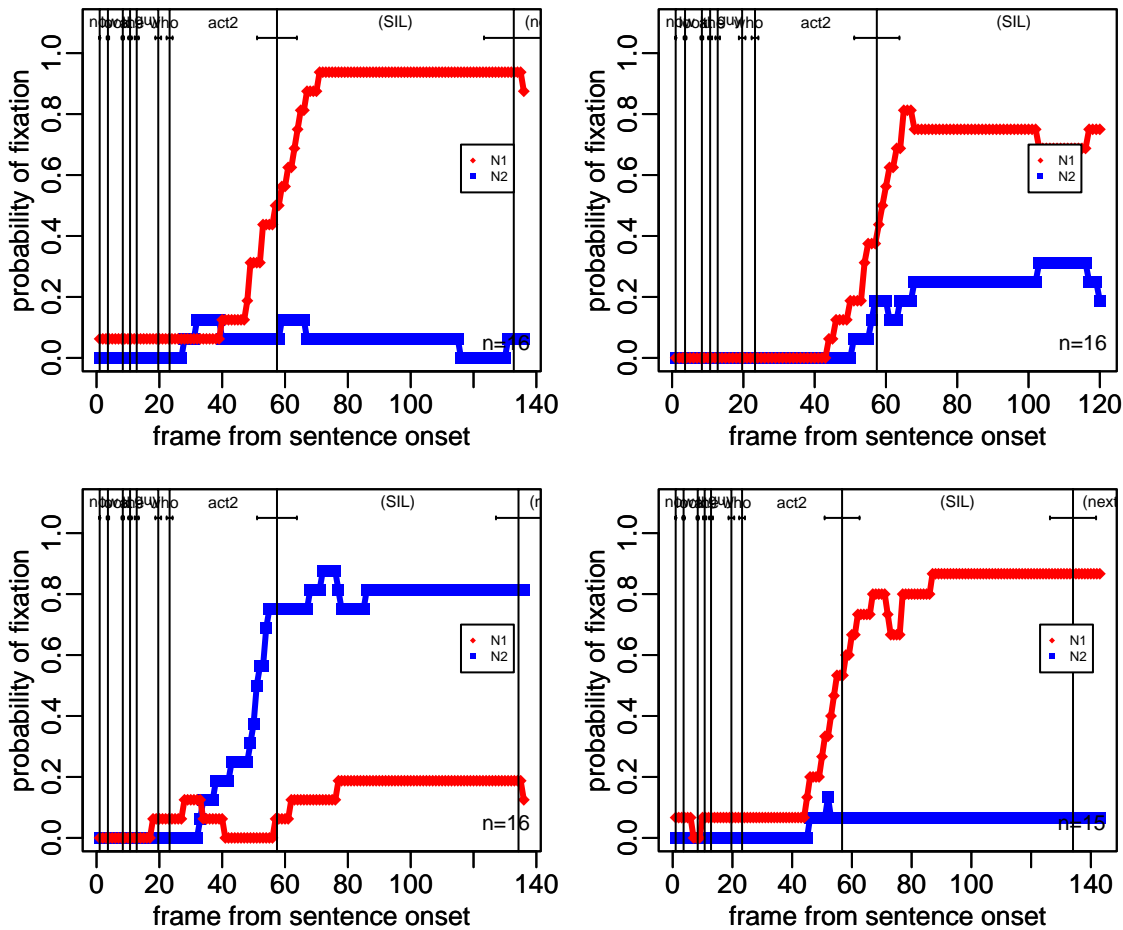 who act2 (SIL)
1.0
0.8
0.6
0.4
0.2
0.0
probability of fixation
N1
N2
n=16
0 20 40 60 80 100 140
frame from sentence onset
who act2 (SIL)
1.0
0.8
0.6
0.4
0.2
0.0
probability of fixation
N1
N2
n=16
0 20 40 60 80 100 120
frame from sentence onset
who act2 (SIL)
1.0
0.8
0.6
0.4
0.2
0.0
probability of fixation
N1
N2
n=16
0 20 40 60 80 100 140
frame from sentence onset
who act2 (SIL) (next
1.0
0.8
0.6
0.4
0.2
0.0
probability of fixation
N1
N2
n=15
0 20 40 60 80 100 140
frame from sentence onset